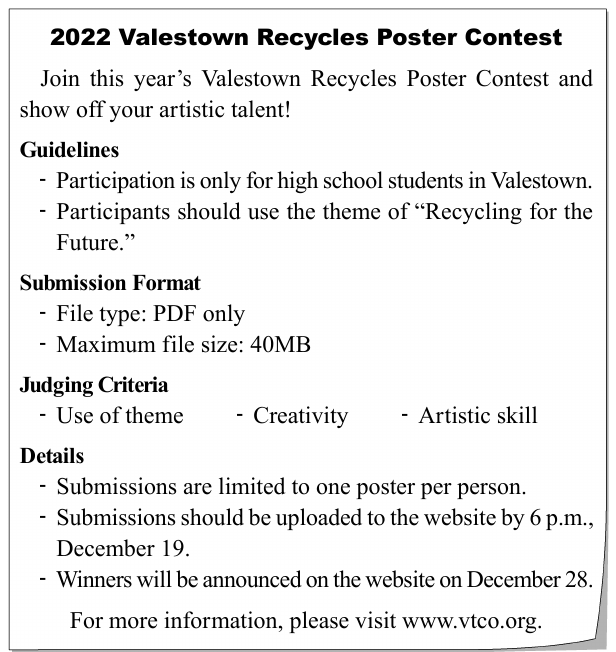 2022 Valestown Recycles Poster Contest
Join this year’s Valestown Recycles Poster Contest and
show off your artistic talent!
Guidelines
- Participation is only for high school students in Valestown.
- Participants should use the theme of “Recycling for the
Future.”
Submission Format
- File type: PDF only
- Maximum file size: 40MB
Judging Criteria
- Use of theme - Creativity - Artistic skill
Details
- Submissions are limited to one poster per person.
- Submissions should be uploaded to the website by 6 p.m.,
December 19.
- Winners will be announced on the website on December 28.
For more information, please visit www.vtco.org.